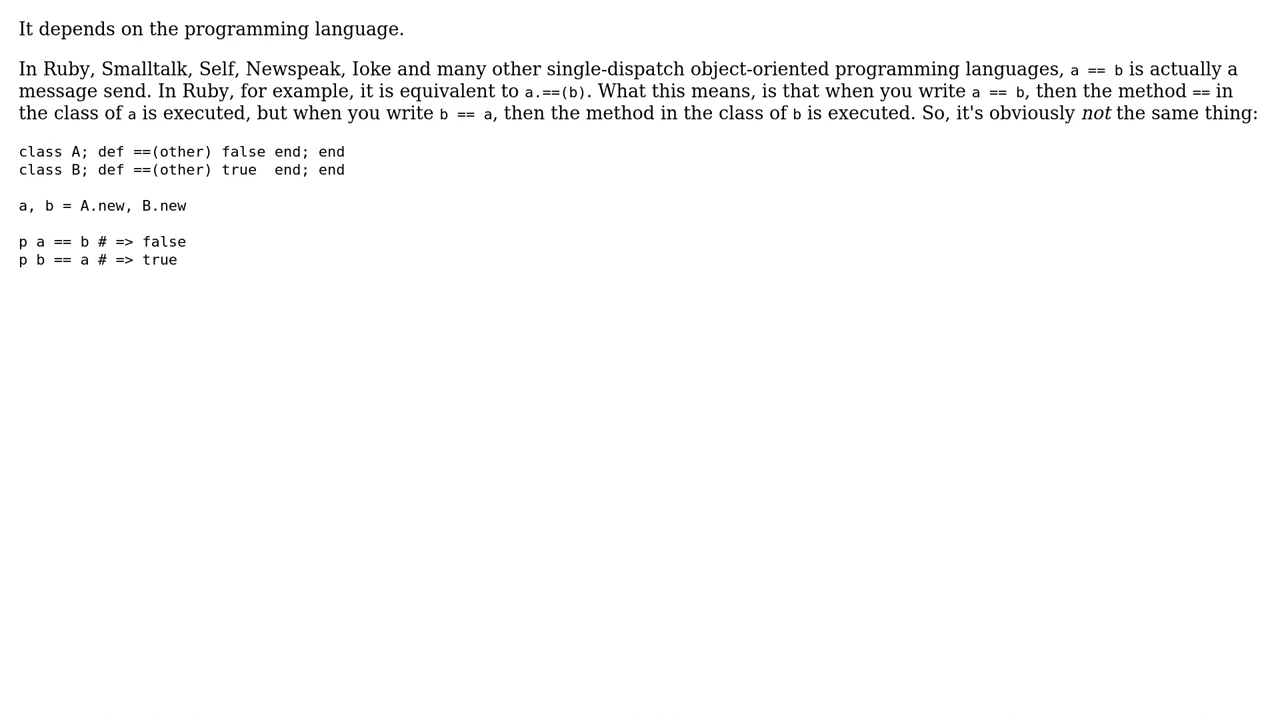 It depends on the programming language.
In Ruby, Smalltalk, Self, Newspeak, Ioke and many other single-dispatch object-oriented programming languages, a == b is actually a
message send. In Ruby, for example, it is equivalent to a.==(b). What this means, is that when you write a == b, then the method == in
the class of a is executed, but when you write b == a, then the method in the class of b is executed. So, it's obviously not the same thing:
class A; def ==(other) false end; end
class B; def ==(other) true  end; end
a, b = A.new, B.new
p a == b # => false
p b == a # => true